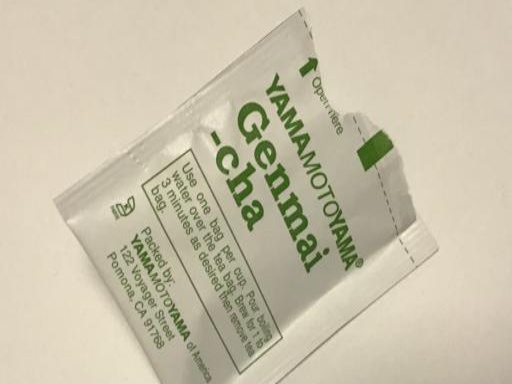 Open Here
YAMAMOTOYAMA®
Genmai
-cha
Use one bag per cup. Pour boiling
water over the tea bag. Brew for 1 to
3 minutes as desired then remove tea
bag.
Packed by:
YAMAMOTOYAMA of America
122 Voyager Street
Pomona, CA 91768